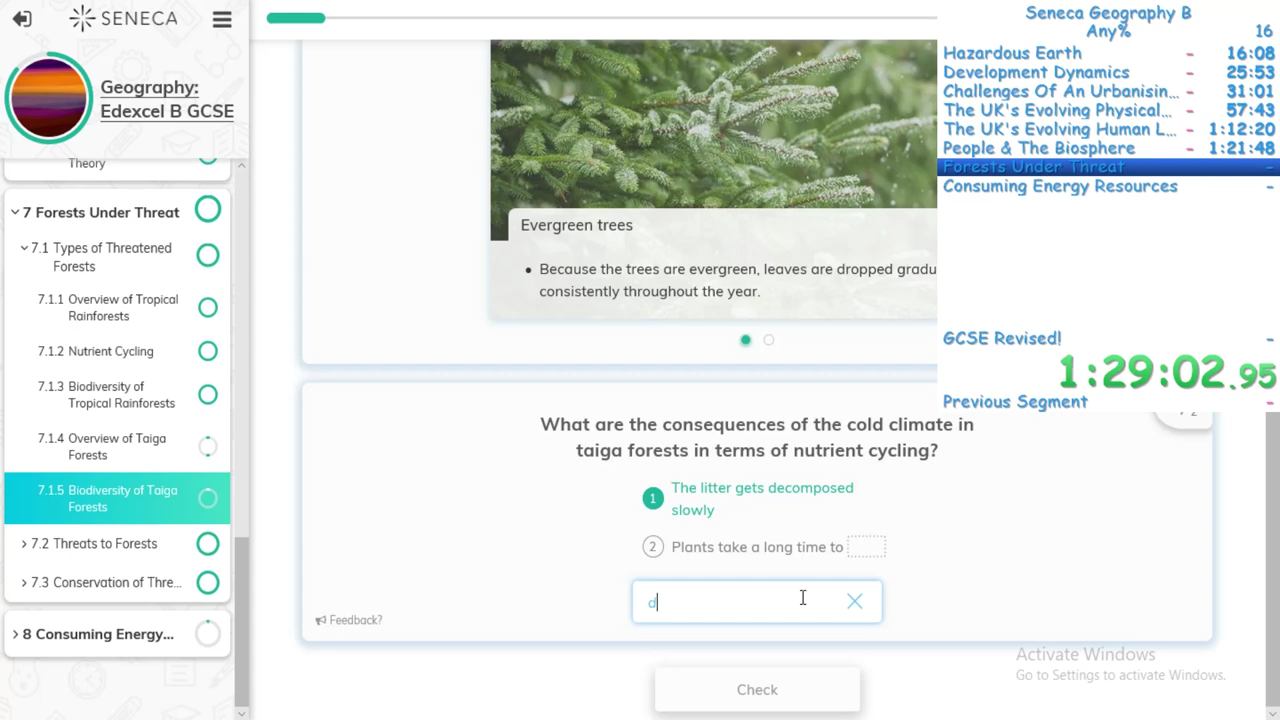 SENECA
Geography:
Edexcel B GCSE
Theory
7 Forests Under Threat
7.1 Types of Threatened
Forests
7.1.1 Overview of Tropical
Rainforests
7.1.2 Nutrient Cycling
7.1.3 Biodiversity of
Tropical Rainforests
7.1.4 Overview of Taiga
Forests
7.1.5 Biodiversity of Taiga
Forests
7.2 Threats to Forests
7.3 Conservation of Thre...
8 Consuming Energy...
Evergreen trees
• Because the trees are evergreen, leaves are dropped gradu
consistently throughout the year.
What are the consequences of the cold climate in
taiga forests in terms of nutrient cycling?
1 The litter gets decomposed
slowly
2 Plants take a long time to
d
Feedback?
Check
Seneca Geography B
Any% 16
Hazardous Earth - 16:08
Development Dynamics - 25:53
Challenges Of An Urbanisin... - 31:01
The UK's Evolving Physical... - 57:43
The UK's Evolving Human L... - 1:12:20
People & The Biosphere - 1:21:48
Forests Under Threat -
Consuming Energy Resources -
GCSE Revised! -
1:29:02.95
Previous Segment -
Activate Windows
Go to Settings to activate Windows.